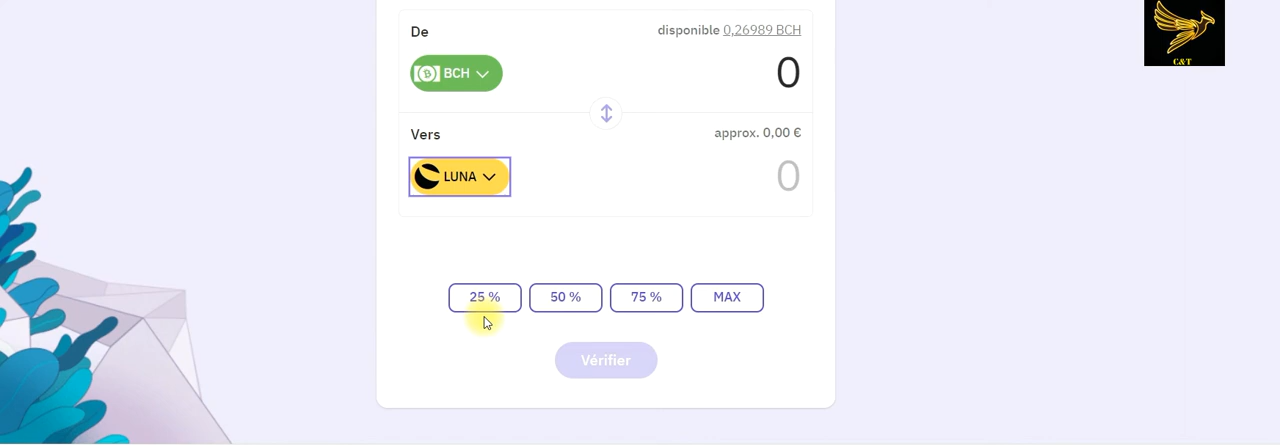 De
disponible 0,26989 BCH
BCH
0
Vers
approx. 0,00 €
LUNA
0
25 %
50 %
75 %
MAX
Vérifier
C&T